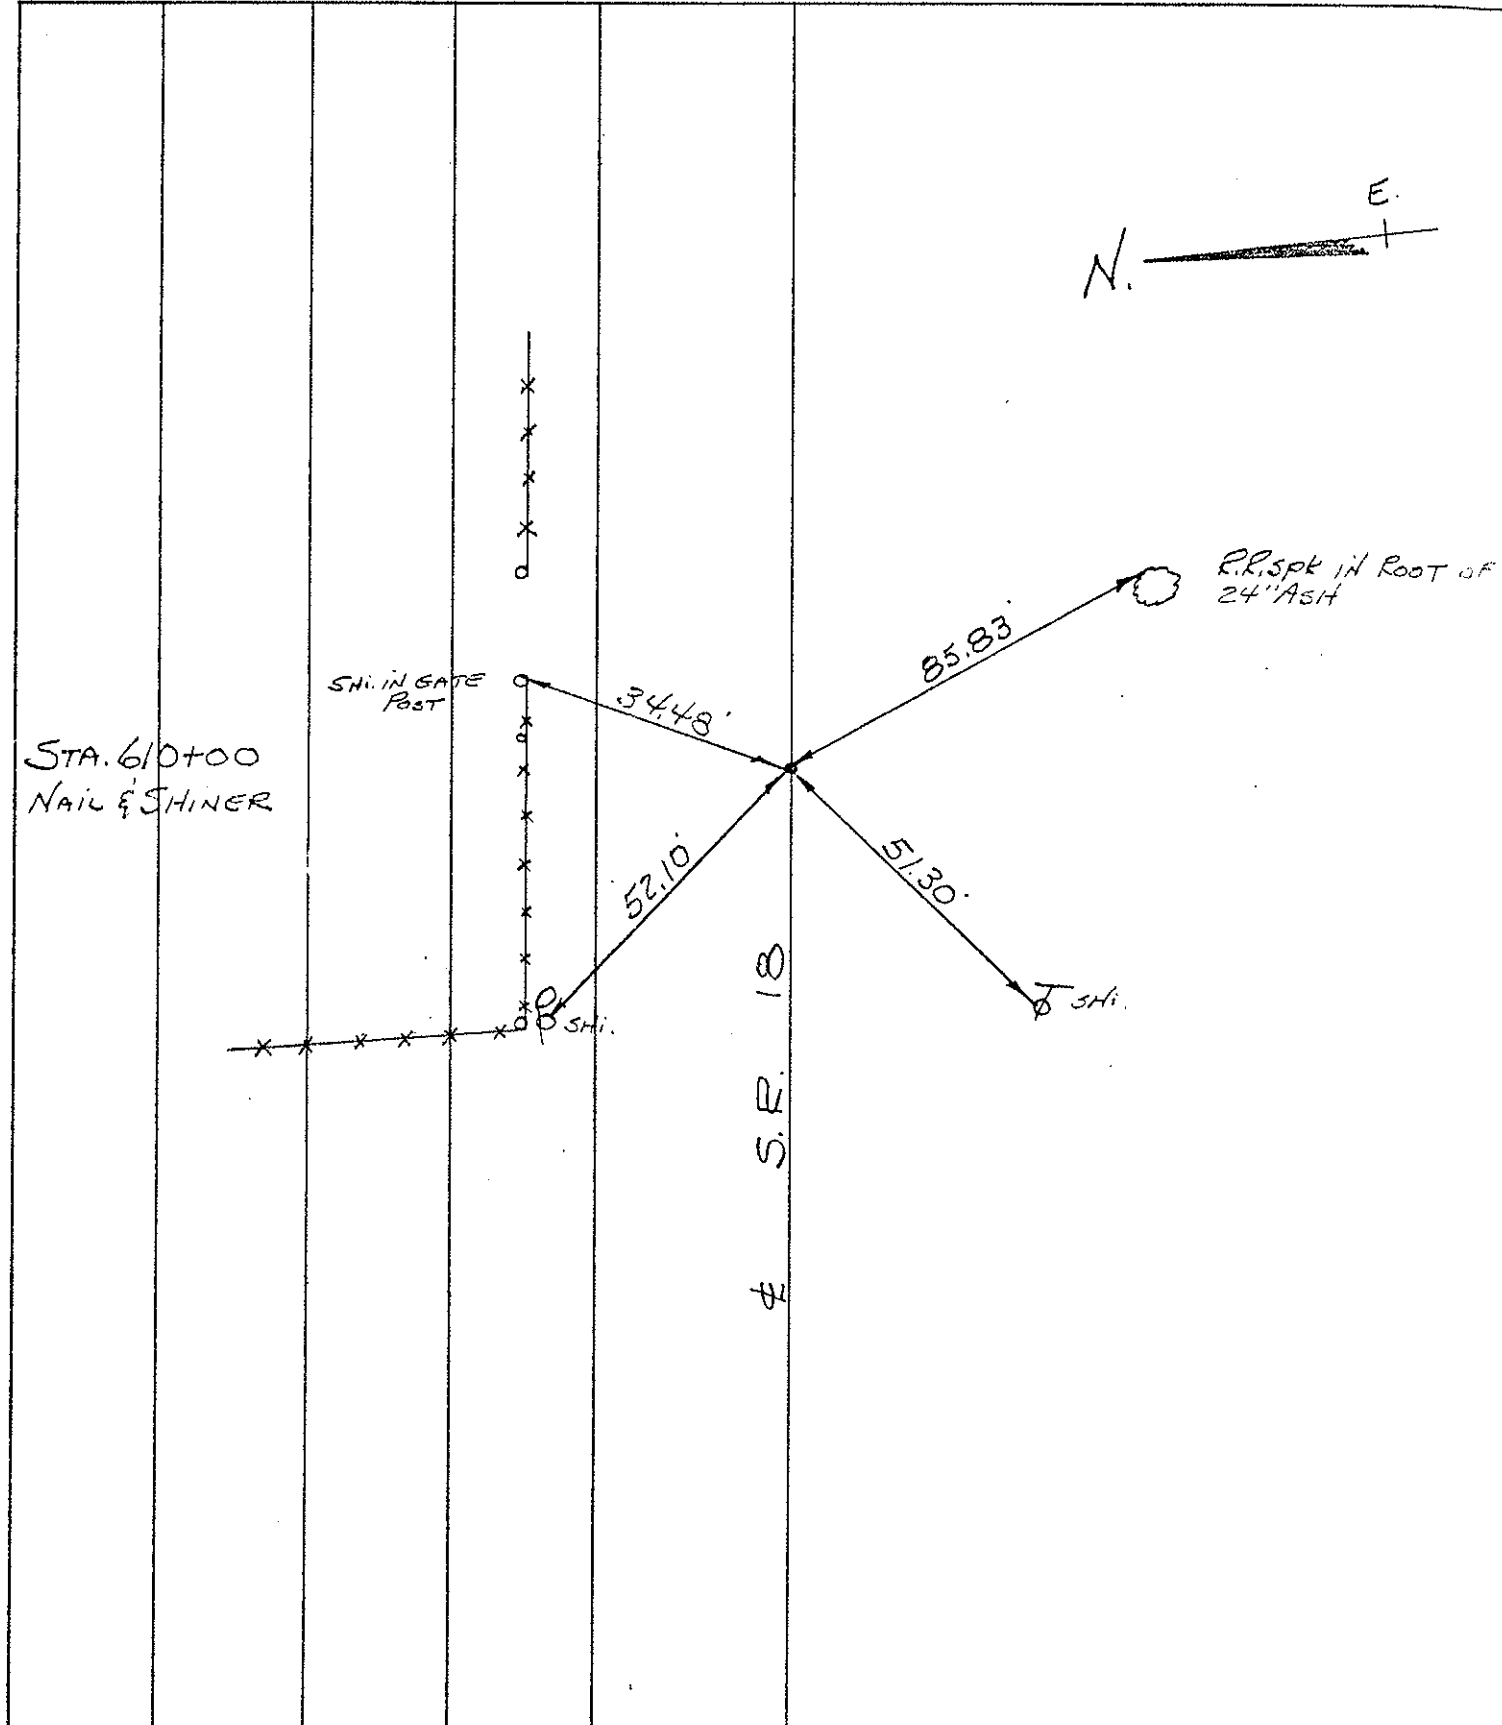 E.
N.
R.R. spk IN ROOT OF
24" ASH
85.83'
SHI. IN GATE
POST
34.48'
STA. 610+00
NAIL & SHINER
52.10'
51.30'
P
SHI.
T SHI.
℄ S.R. 18